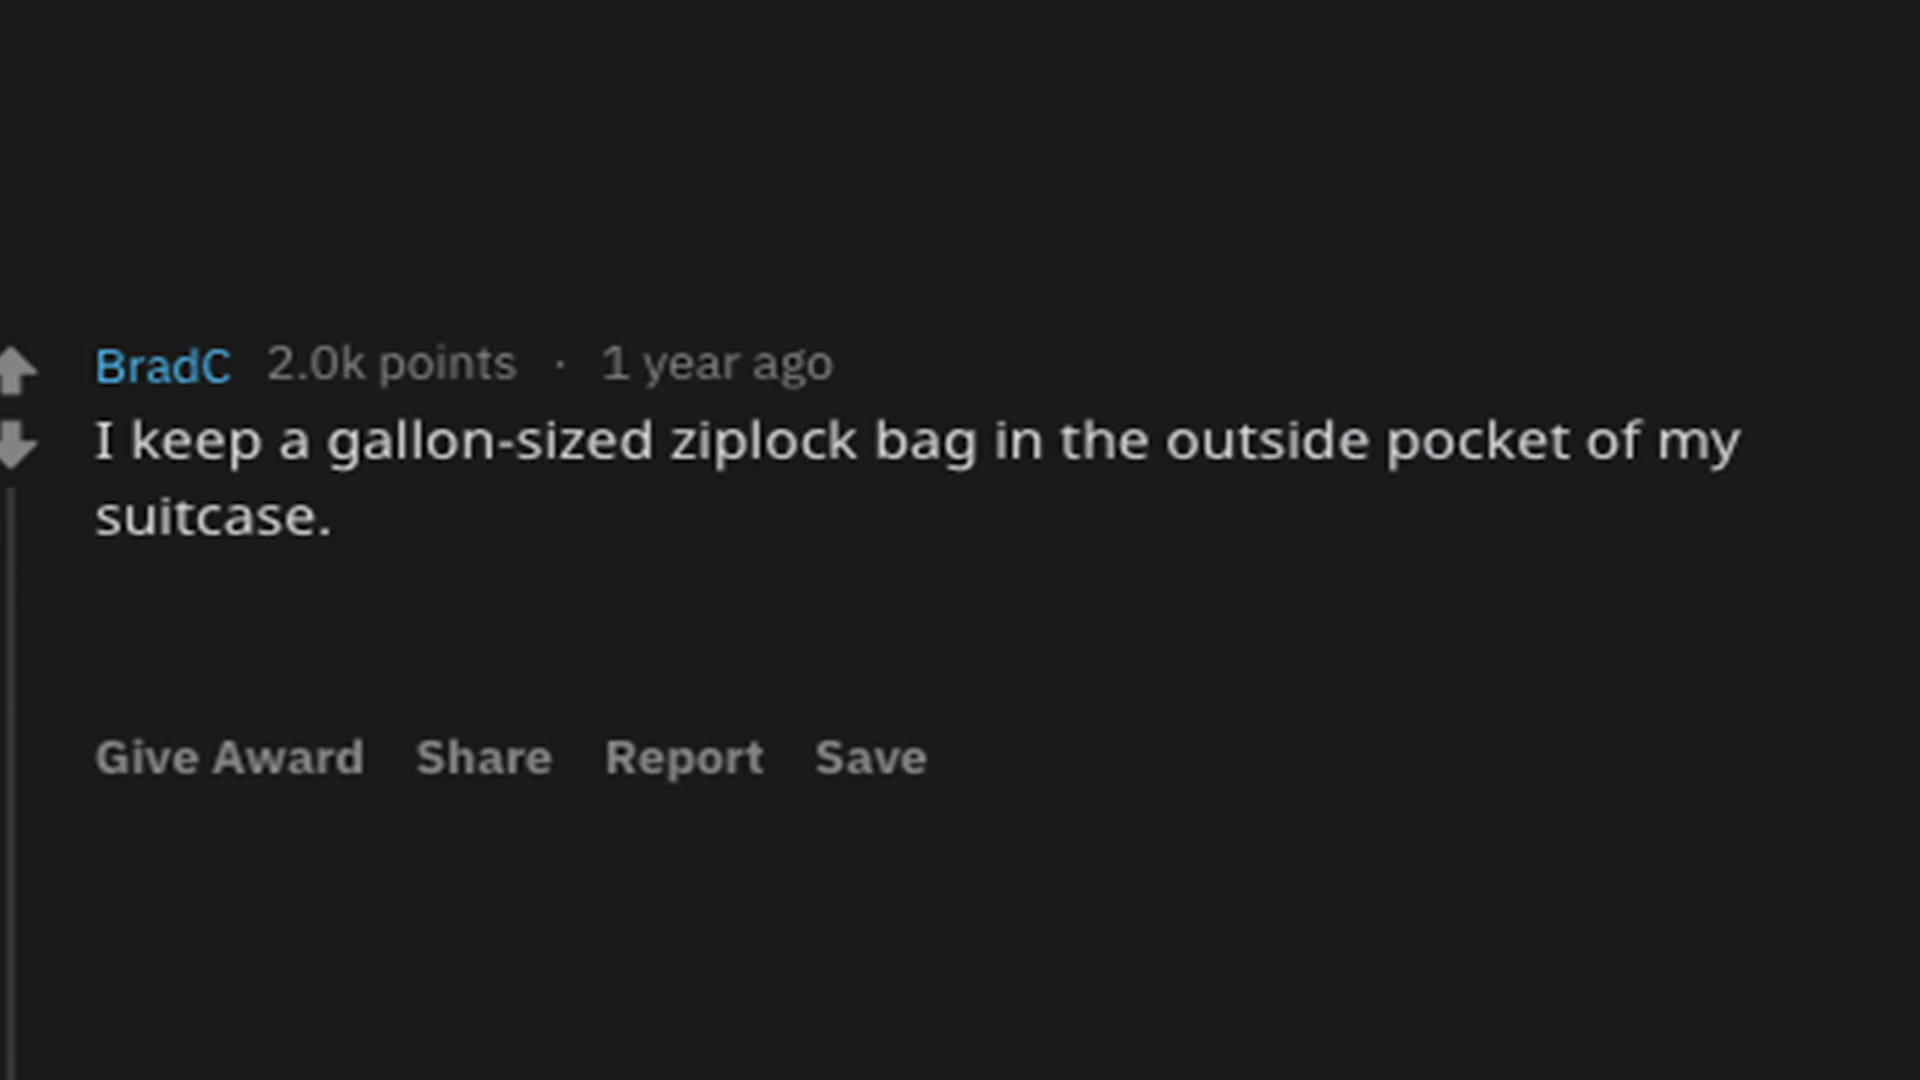 BradC 2.0k points · 1 year ago
I keep a gallon-sized ziplock bag in the outside pocket of my
suitcase.
Give Award Share Report Save